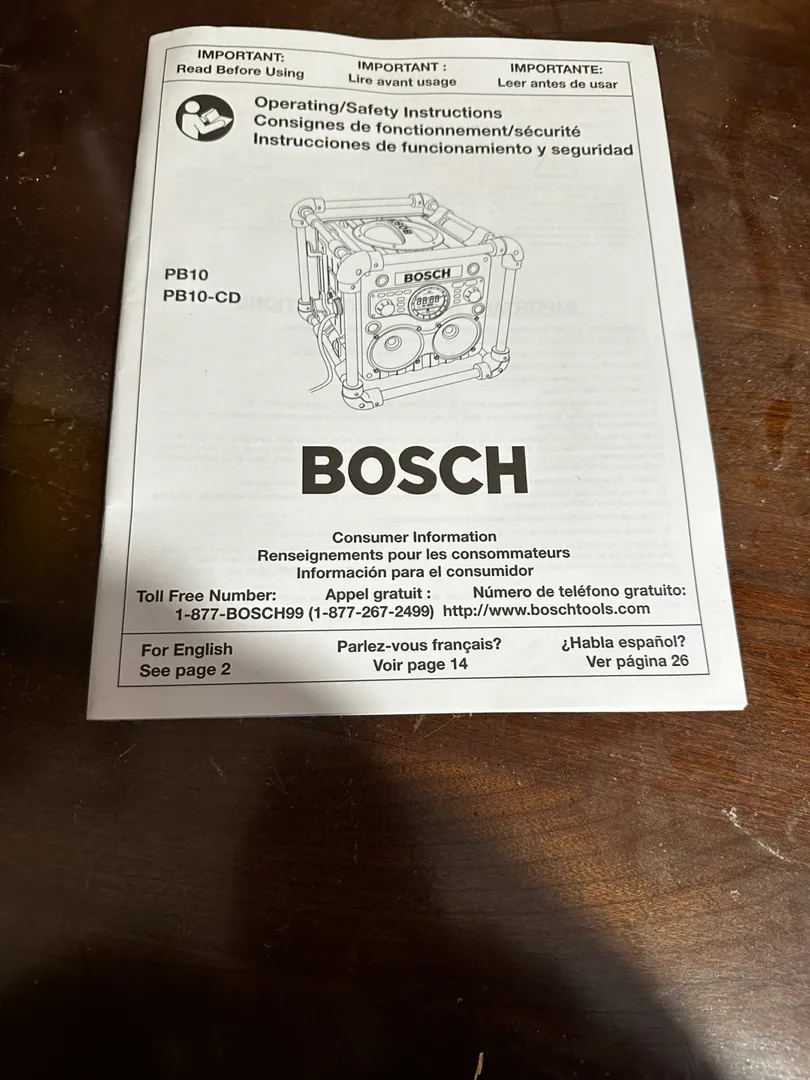 IMPORTANT:
Read Before Using
IMPORTANT :
Lire avant usage
IMPORTANTE:
Leer antes de usar
Operating/Safety Instructions
Consignes de fonctionnement/sécurité
Instrucciones de funcionamiento y seguridad
PB10
PB10-CD
BOSCH
BOSCH
BOSCH
Consumer Information
Renseignements pour les consommateurs
Información para el consumidor
Toll Free Number:
Appel gratuit :
Número de teléfono gratuito:
1-877-BOSCH99 (1-877-267-2499) http://www.boschtools.com
For English
See page 2
Parlez-vous français?
Voir page 14
¿Habla español?
Ver página 26